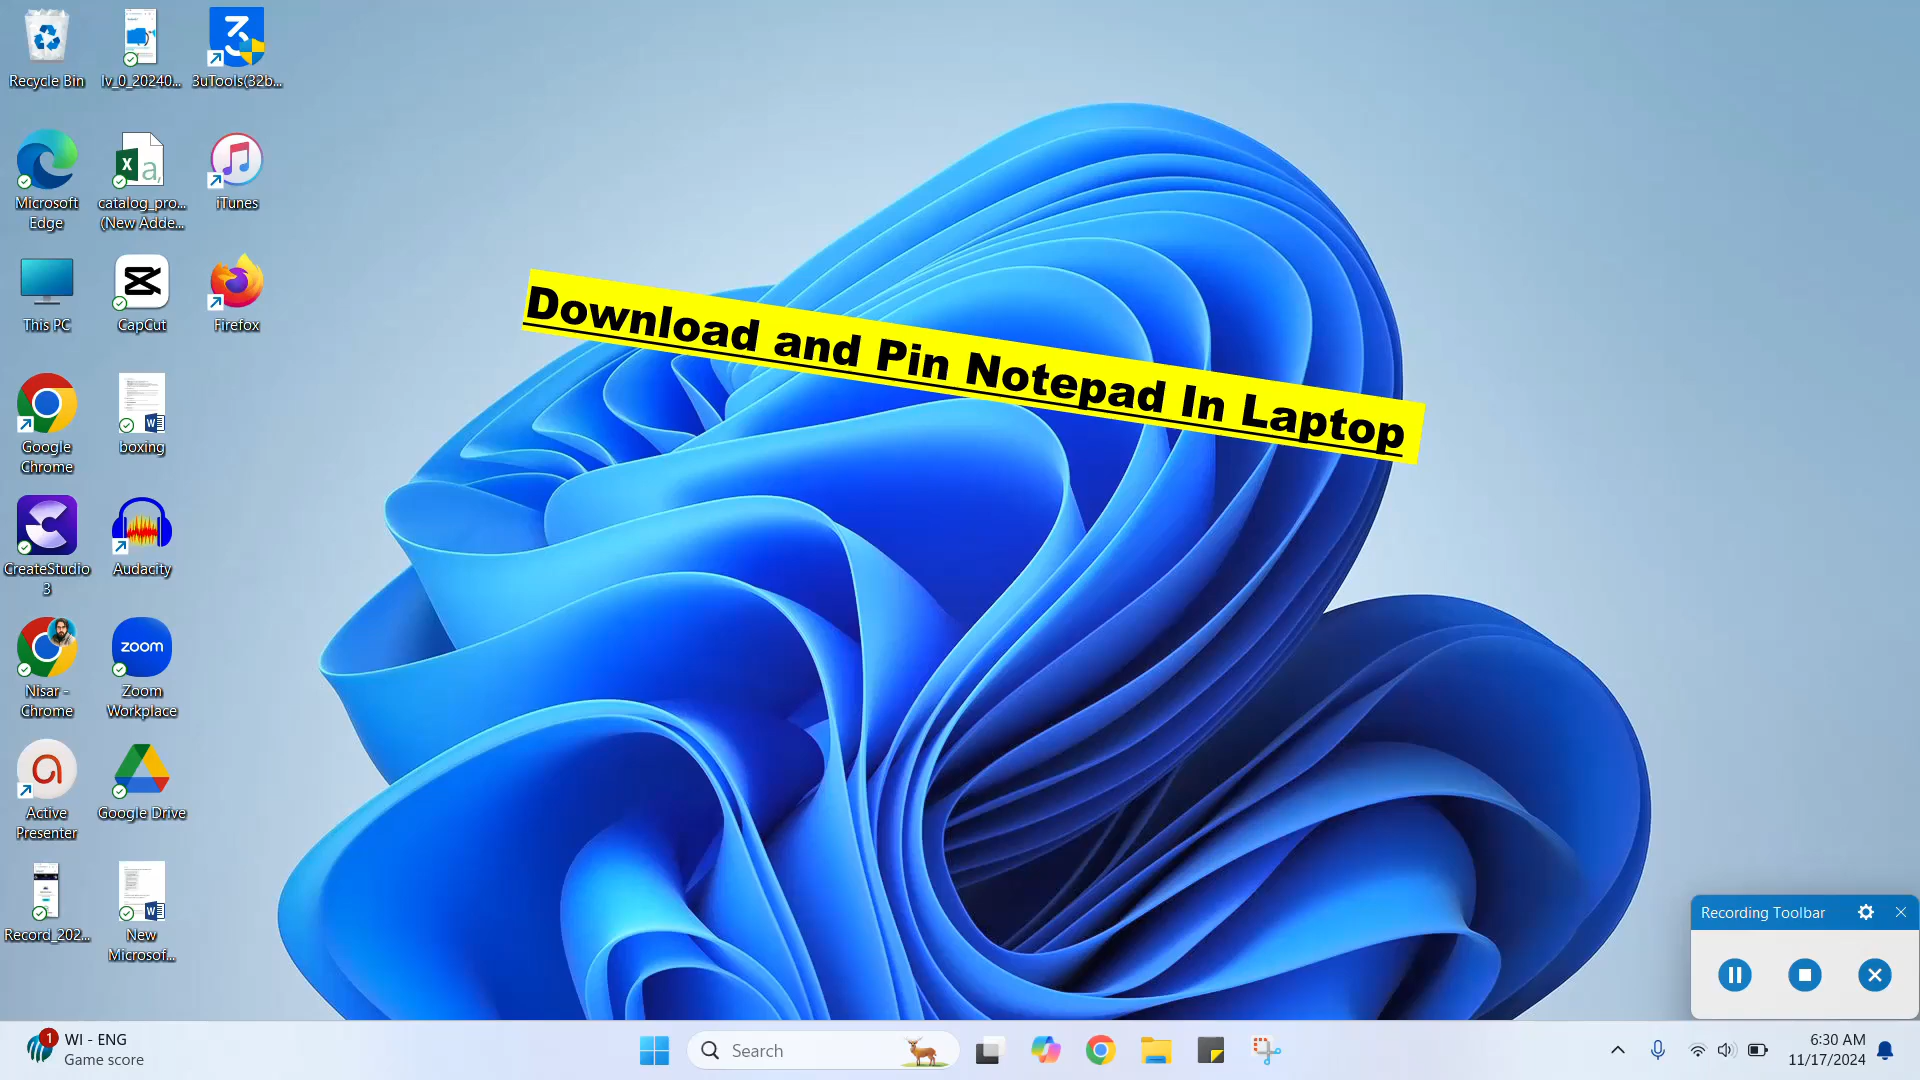 Recycle Bin
lv_0_20240...
3uTools(32b...
Microsoft
Edge
catalog_pro...
(New Adde...
iTunes
This PC
CapCut
Firefox
Google
Chrome
boxing
CreateStudio
3
Audacity
Nisar -
Chrome
zoom
Zoom
Workplace
Active
Presenter
Google Drive
Record_202...
New
Microsof...
Download and Pin Notepad In Laptop
Recording Toolbar
1
WI - ENG
Game score
Search
6:30 AM
11/17/2024